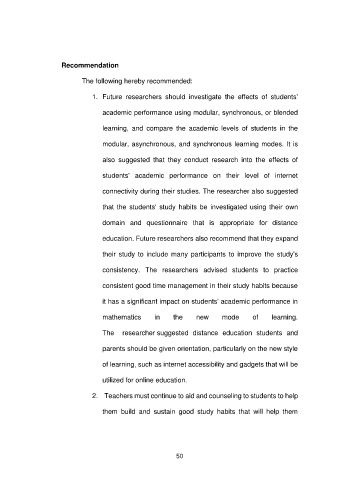 Recommendation
The following hereby recommended:
1. Future researchers should investigate the effects of students'
academic performance using modular, synchronous, or blended
learning, and compare the academic levels of students in the
modular, asynchronous, and synchronous learning modes. It is
also suggested that they conduct research into the effects of
students' academic performance on their level of internet
connectivity during their studies. The researcher also suggested
that the students' study habits be investigated using their own
domain and questionnaire that is appropriate for distance
education. Future researchers also recommend that they expand
their study to include many participants to improve the study's
consistency. The researchers advised students to practice
consistent good time management in their study habits because
it has a significant impact on students' academic performance in
mathematics in the new mode of learning.
The researcher suggested distance education students and
parents should be given orientation, particularly on the new style
of learning, such as internet accessibility and gadgets that will be
utilized for online education.
2. Teachers must continue to aid and counseling to students to help
them build and sustain good study habits that will help them
50